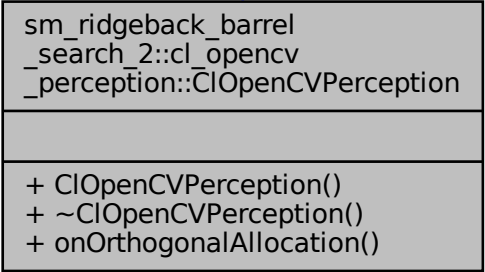 sm_ridgeback_barrel
_search_2::cl_opencv
_perception::ClOpenCVPerception
+ ClOpenCVPerception()
+ ~ClOpenCVPerception()
+ onOrthogonalAllocation()